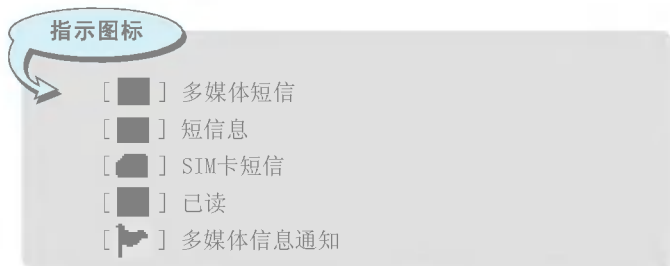 指示图标
[ ] 多媒体短信
[ ] 短信息
[ ] SIM卡短信
[ ] 已读
[ ] 多媒体信息通知